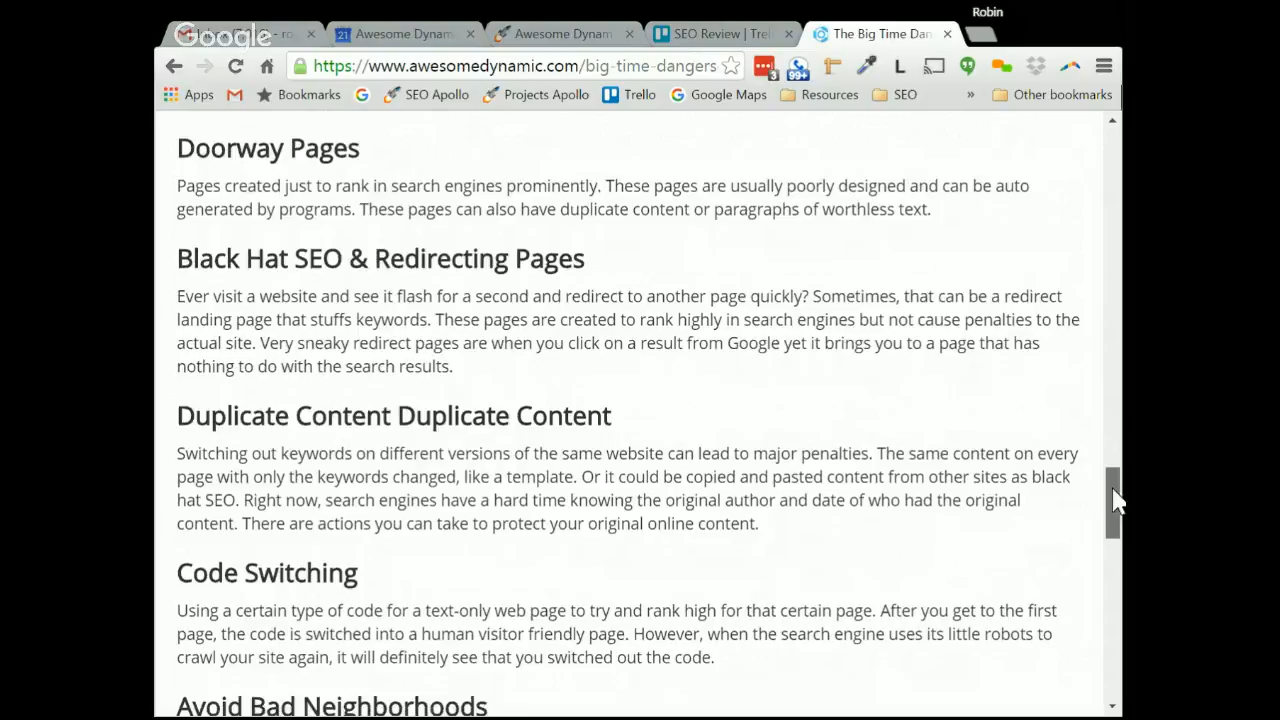 Robin
Google
Awesome Dynam
Awesome Dynam
SEO Review | Trel
The Big Time Dan
https://www.awesomedynamic.com/big-time-dangers
3
99+
L
Apps
Bookmarks
SEO Apollo
Projects Apollo
Trello
Google Maps
Resources
SEO
»
Other bookmarks
Doorway Pages
Pages created just to rank in search engines prominently. These pages are usually poorly designed and can be auto
generated by programs. These pages can also have duplicate content or paragraphs of worthless text.
Black Hat SEO & Redirecting Pages
Ever visit a website and see it flash for a second and redirect to another page quickly? Sometimes, that can be a redirect
landing page that stuffs keywords. These pages are created to rank highly in search engines but not cause penalties to the
actual site. Very sneaky redirect pages are when you click on a result from Google yet it brings you to a page that has
nothing to do with the search results.
Duplicate Content Duplicate Content
Switching out keywords on different versions of the same website can lead to major penalties. The same content on every
page with only the keywords changed, like a template. Or it could be copied and pasted content from other sites as black
hat SEO. Right now, search engines have a hard time knowing the original author and date of who had the original
content. There are actions you can take to protect your original online content.
Code Switching
Using a certain type of code for a text-only web page to try and rank high for that certain page. After you get to the first
page, the code is switched into a human visitor friendly page. However, when the search engine uses its little robots to
crawl your site again, it will definitely see that you switched out the code.
Avoid Bad Neighborhoods